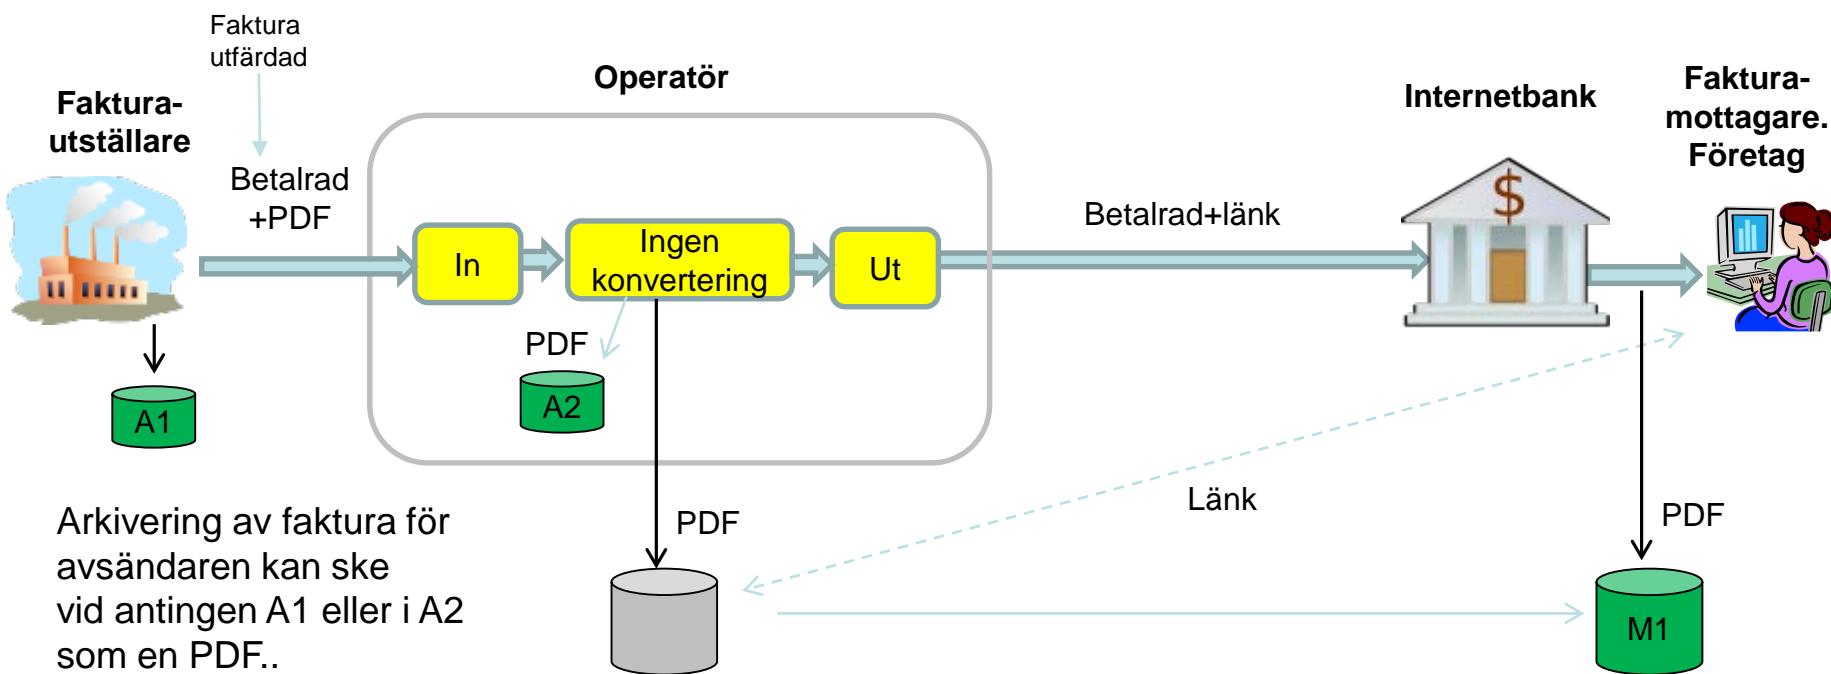 Faktura
utfärdad
Operatör
Faktura-
utställare
Internetbank
Faktura-
mottagare.
Företag
Betalrad
+PDF
In
Ingen
konvertering
Ut
Betalrad+länk
$
PDF
A1
A2
Länk
PDF
PDF
M1
Arkivering av faktura för
avsändaren kan ske
vid antingen A1 eller i A2
som en PDF..